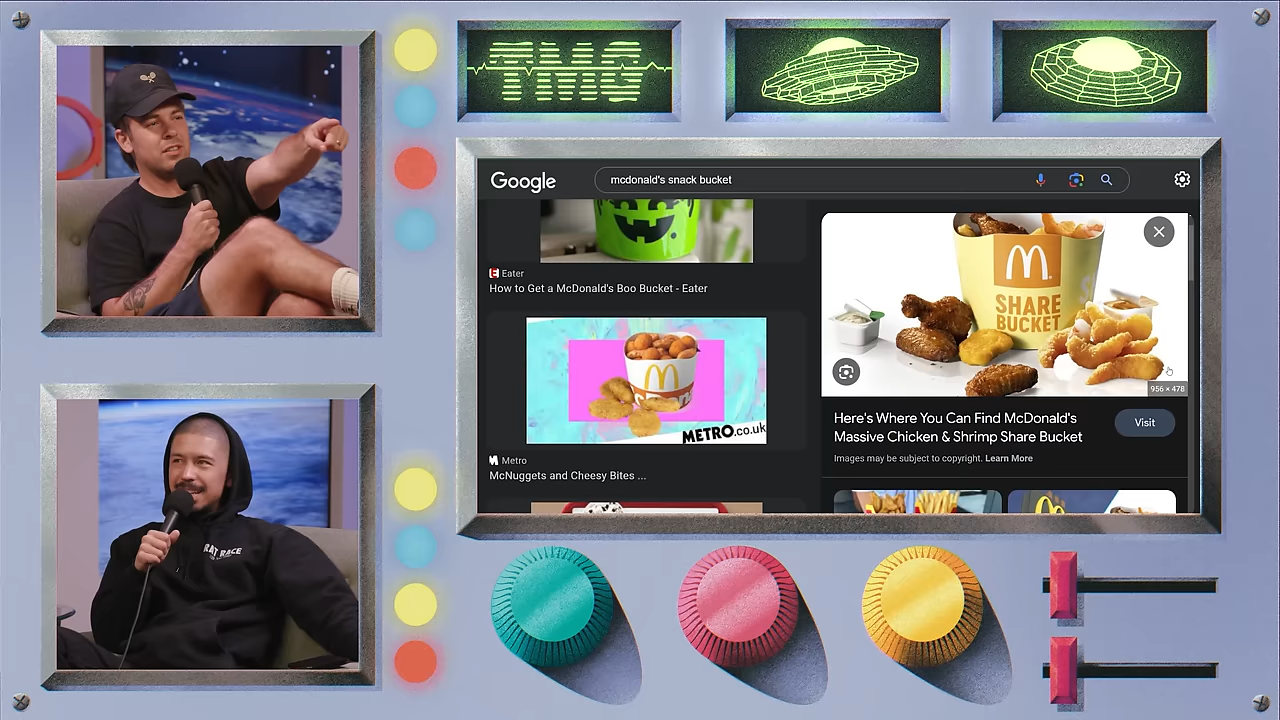 TMG
Google
mcdonald's snack bucket
Eater
How to Get a McDonald's Boo Bucket - Eater
METRO.co.uk
Metro
McNuggets and Cheesy Bites ...
SHARE
BUCKET
956 × 478
Here's Where You Can Find McDonald's
Massive Chicken & Shrimp Share Bucket
Visit
Images may be subject to copyright. Learn More
RAT RACE